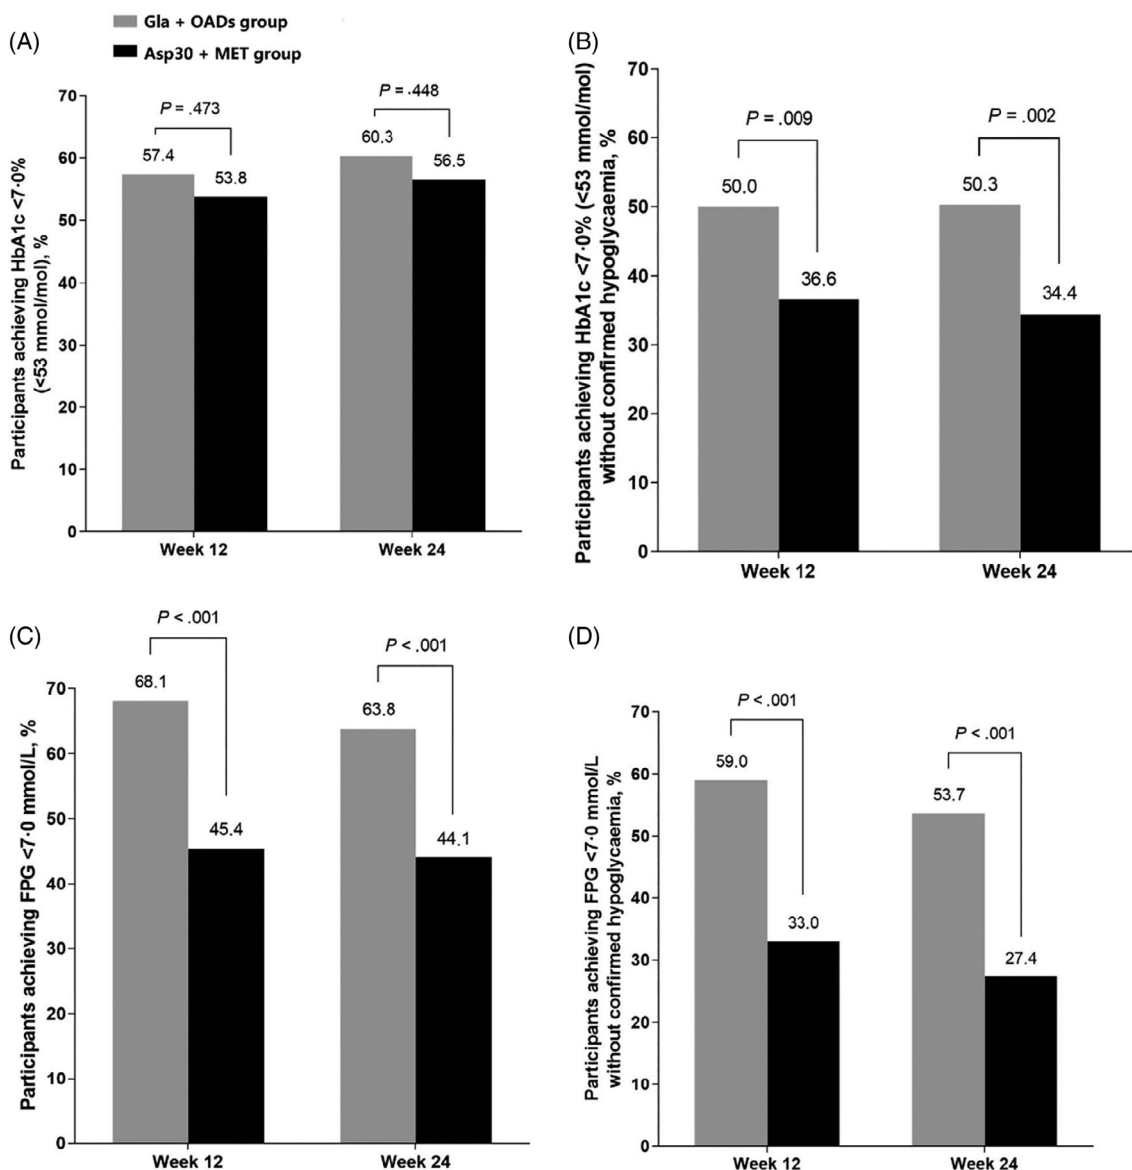 Gla + OADs group
Asp30 + MET group
(A)
Participants achieving HbA1c <7·0%
(<53 mmol/mol), %
70
60
50
40
30
20
10
0
P = .473
57.4
53.8
P = .448
60.3
56.5
Week 12
Week 24
(B)
Participants achieving HbA1c <7·0% (<53 mmol/mol)
without confirmed hypoglycaemia, %
70
60
50
40
30
20
10
0
P = .009
50.0
36.6
P = .002
50.3
34.4
Week 12
Week 24
(C)
Participants achieving FPG <7·0 mmol/L, %
70
60
50
40
30
20
10
0
P < .001
68.1
45.4
P < .001
63.8
44.1
Week 12
Week 24
(D)
Participants achieving FPG <7·0 mmol/L
without confirmed hypoglycaemia, %
70
60
50
40
30
20
10
0
P < .001
59.0
33.0
P < .001
53.7
27.4
Week 12
Week 24